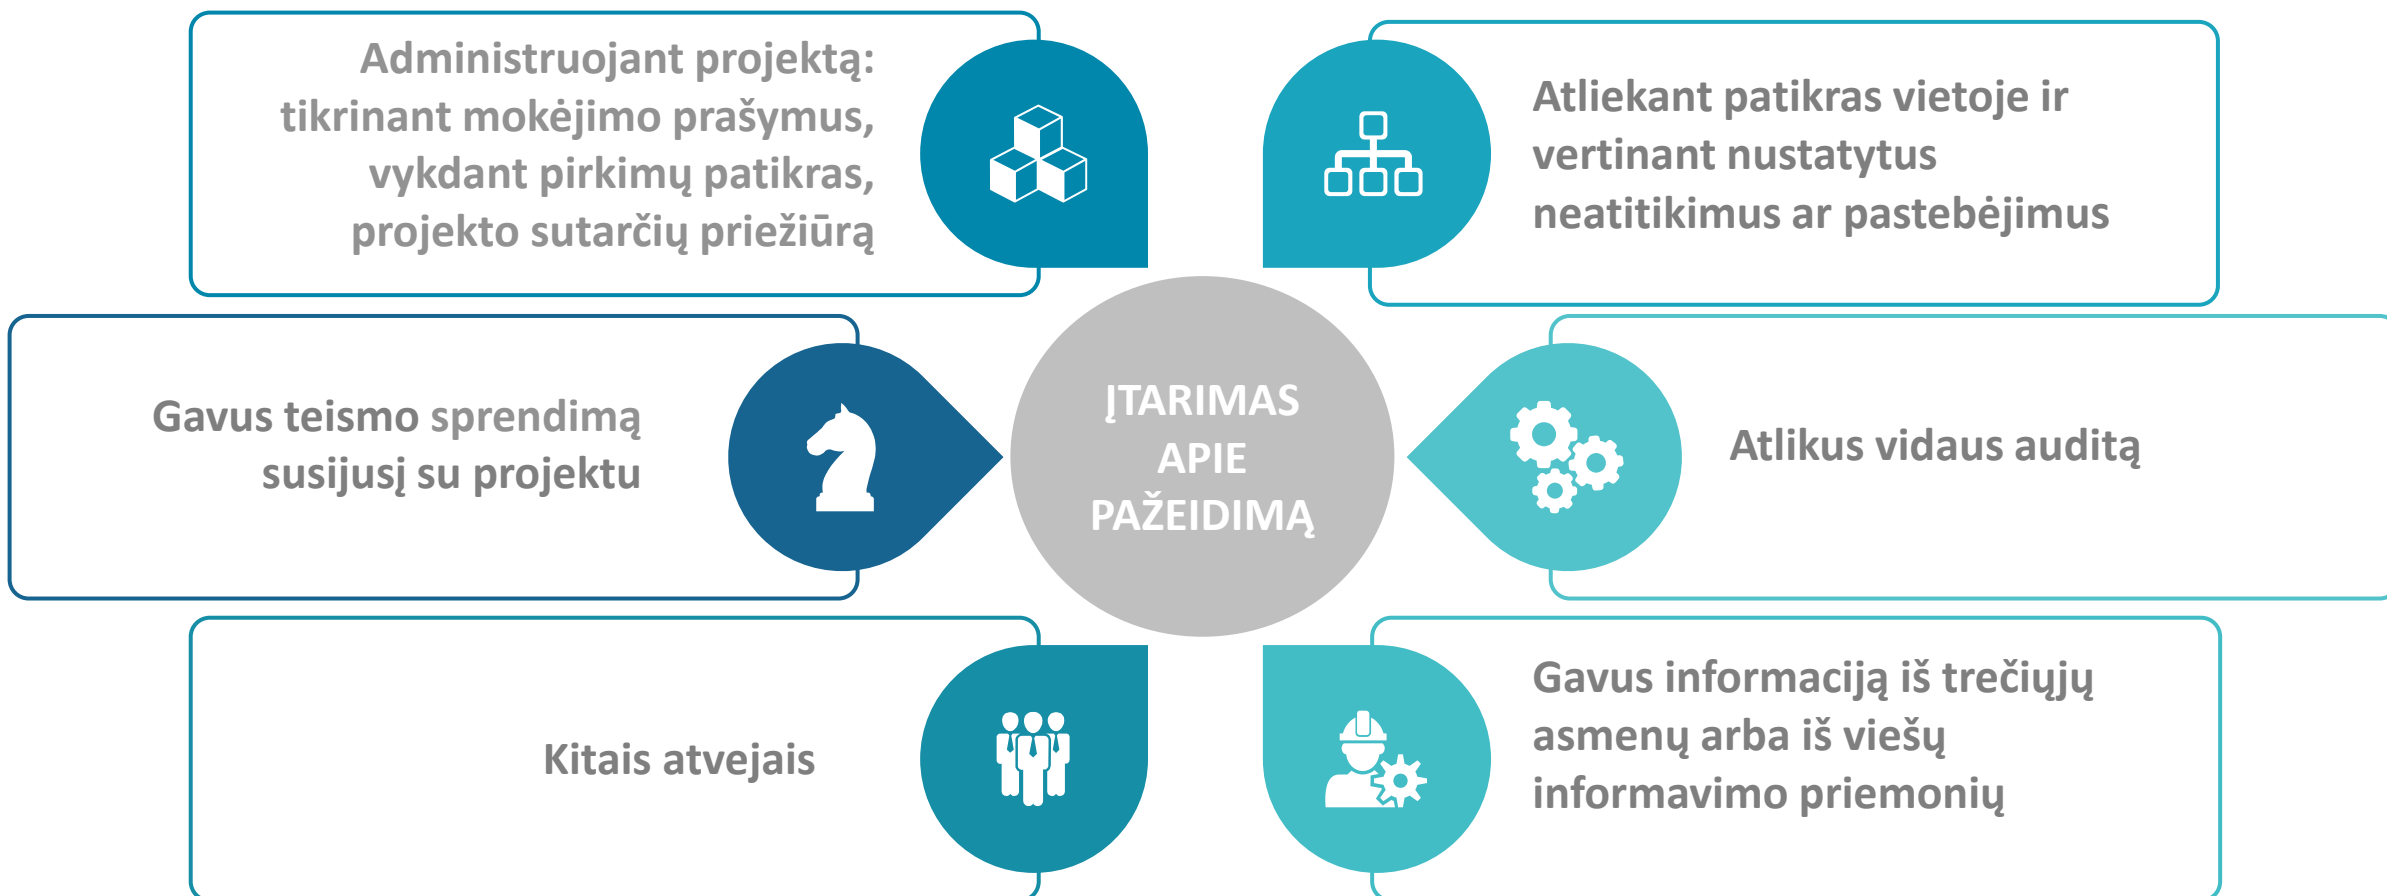 Administruojant projektą:
tikrinant mokėjimo prašymus,
vykdant pirkimų patikras,
projekto sutarčių priežiūrą
Atliekant patikras vietoje ir
vertinant nustatytus
neatitikimus ar pastebėjimus
Gavus teismo sprendimą
susijusį su projektu
ĮTARIMAS
APIE
PAŽEIDIMĄ
Atlikus vidaus auditą
Kitais atvejais
Gavus informaciją iš trečiųjų
asmenų arba iš viešų
informavimo priemonių